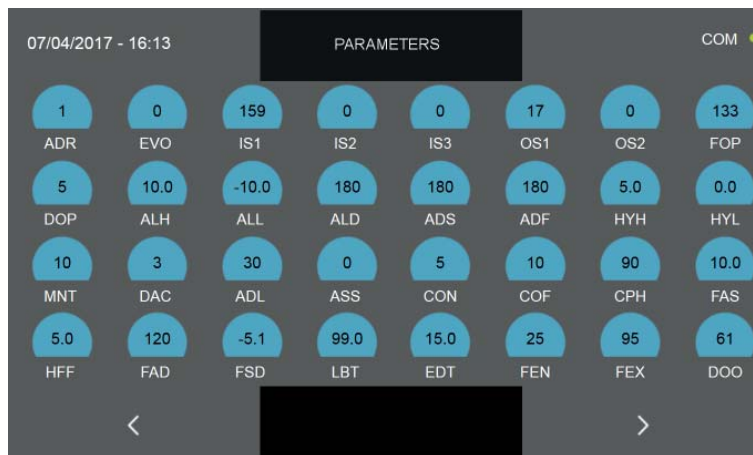 07/04/2017 - 16:13 PARAMETERS COM
1 0 159 0 0 17 0 133
ADR EVO IS1 IS2 IS3 OS1 OS2 FOP
5 10.0 -10.0 180 180 180 5.0 0.0
DOP ALH ALL ALD ADS ADF HYH HYL
10 3 30 0 5 10 90 10.0
MNT DAC ADL ASS CON COF CPH FAS
5.0 120 -5.1 99.0 15.0 25 95 61
HFF FAD FSD LBT EDT FEN FEX DOO
< >